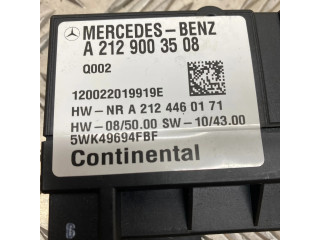 MERCEDES-BENZ
A 212 900 35 08
Q002
120022019919E
HW-NR A 212 446 01 71
HW-08/50.00 SW-10/43.00
5WK49694FBF
Continental